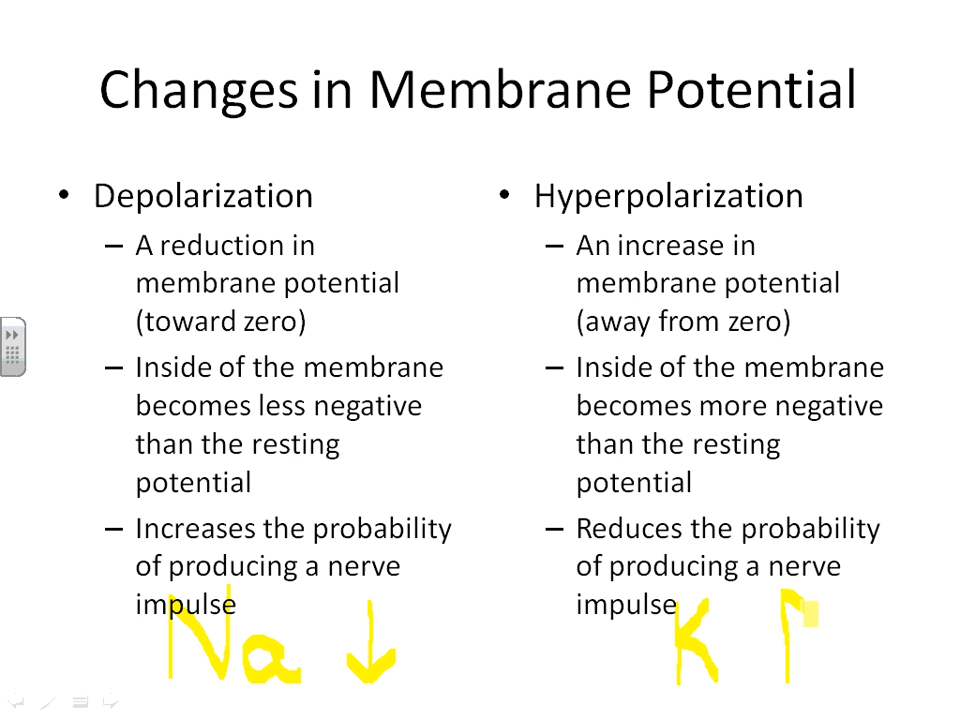 Changes in Membrane Potential
• Depolarization
– A reduction in
membrane potential
(toward zero)
– Inside of the membrane
becomes less negative
than the resting
potential
– Increases the probability
of producing a nerve
impulse
Na ↓
• Hyperpolarization
– An increase in
membrane potential
(away from zero)
– Inside of the membrane
becomes more negative
than the resting
potential
– Reduces the probability
of producing a nerve
impulse
K ↑